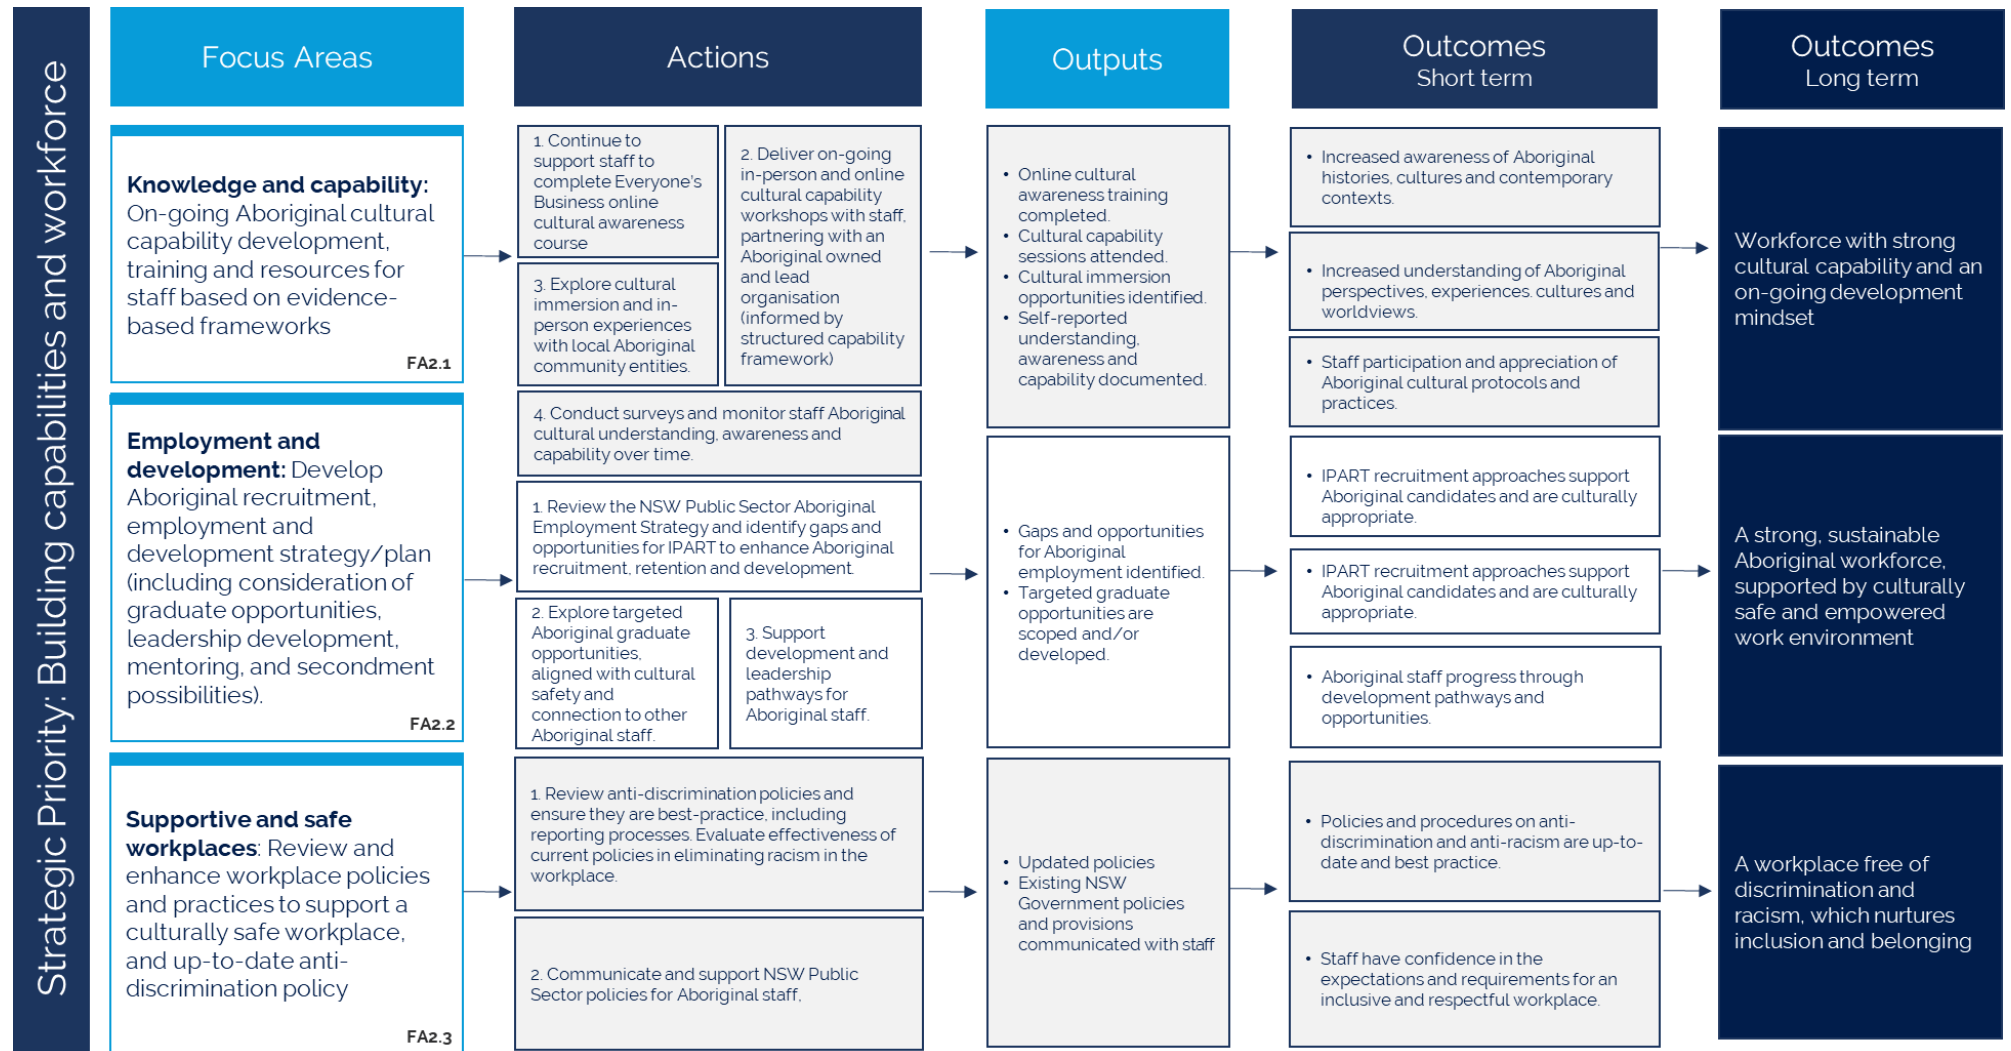 Strategic Priority: Building capabilities and workforce
Focus Areas
Actions
Outputs
Outcomes
Short term
Outcomes
Long term
Knowledge and capability:
On-going Aboriginal cultural
capability development,
training and resources for
staff based on evidence-
based frameworks
FA2.1
1. Continue to
support staff to
complete Everyone's
Business online
cultural awareness
course
2. Deliver on-going
in-person and online
cultural capability
workshops with staff,
partnering with an
Aboriginal owned
and lead
organisation
(informed by
structured capability
framework)
3. Explore cultural
immersion and in-
person experiences
with local Aboriginal
community entities.
4. Conduct surveys and monitor staff Aboriginal
cultural understanding, awareness and
capability over time.
• Online cultural
awareness training
completed.
• Cultural capability
sessions attended.
• Cultural immersion
opportunities identified.
• Self-reported
understanding,
awareness and
capability documented.
• Increased awareness of Aboriginal
histories, cultures and contemporary
contexts.
• Increased understanding of Aboriginal
perspectives, experiences. cultures and
worldviews.
• Staff participation and appreciation of
Aboriginal cultural protocols and
practices.
Workforce with strong
cultural capability and an
on-going development
mindset
Employment and
development: Develop
Aboriginal recruitment,
employment and
development strategy/plan
(including consideration of
graduate opportunities,
leadership development,
mentoring, and secondment
possibilities).
FA2.2
1. Review the NSW Public Sector Aboriginal
Employment Strategy and identify gaps and
opportunities for IPART to enhance Aboriginal
recruitment, retention and development.
2. Explore targeted
Aboriginal graduate
opportunities,
aligned with cultural
safety and
connection to other
Aboriginal staff.
3. Support
development and
leadership
pathways for
Aboriginal staff.
• Gaps and opportunities
for Aboriginal
employment identified.
• Targeted graduate
opportunities are
scoped and/or
developed.
• IPART recruitment approaches support
Aboriginal candidates and are culturally
appropriate.
• IPART recruitment approaches support
Aboriginal candidates and are culturally
appropriate.
• Aboriginal staff progress through
development pathways and
opportunities.
A strong, sustainable
Aboriginal workforce,
supported by culturally
safe and empowered
work environment
Supportive and safe
workplaces: Review and
enhance workplace policies
and practices to support a
culturally safe workplace,
and up-to-date anti-
discrimination policy
FA2.3
1. Review anti-discrimination policies and
ensure they are best-practice, including
reporting processes. Evaluate effectiveness of
current policies in eliminating racism in the
workplace.
2. Communicate and support NSW Public
Sector policies for Aboriginal staff,
• Updated policies
• Existing NSW
Government policies
and provisions
communicated with staff
• Policies and procedures on anti-
discrimination and anti-racism are up-to-
date and best practice.
• Staff have confidence in the
expectations and requirements for an
inclusive and respectful workplace.
A workplace free of
discrimination and
racism, which nurtures
inclusion and belonging